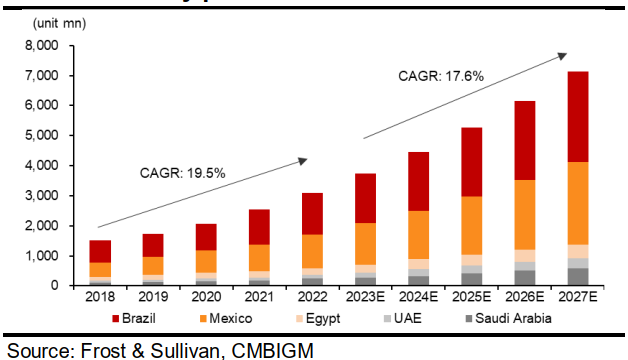 (unit mn)
8,000
7,000
6,000
5,000
4,000
3,000
2,000
1,000
0
CAGR: 19.5%
CAGR: 17.6%
2018 2019 2020 2021 2022 2023E 2024E 2025E 2026E 2027E
Brazil Mexico Egypt UAE Saudi Arabia
Source: Frost & Sullivan, CMBIGM